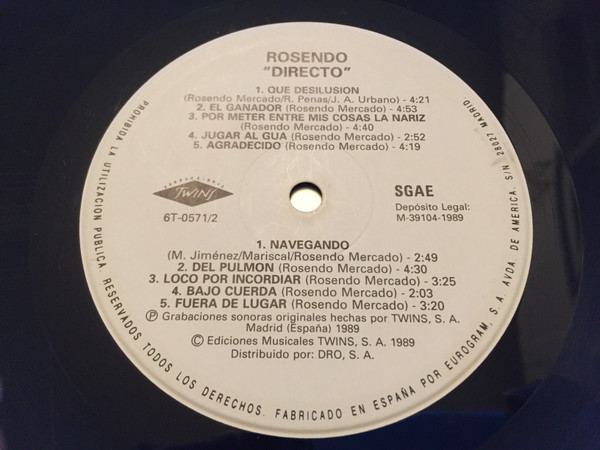 ROSENDO
"DIRECTO"
1. QUE DESILUSION
(Rosendo Mercado/R. Penas/J. A. Urbano) - 4:21
2. EL GANADOR (Rosendo Mercado) - 4:53
3. POR METER ENTRE MIS COSAS LA NARIZ
(Rosendo Mercado) - 4:40
4. JUGAR AL GUA (Rosendo Mercado) - 2:52
5. AGRADECIDO (Rosendo Mercado) - 4:19
TWINS
6T-0571/2
SGAE
Depósito Legal:
M-39104-1989
1. NAVEGANDO
(M. Jiménez/Mariscal/Rosendo Mercado) - 2:49
2. DEL PULMON (Rosendo Mercado) - 4:30
3. LOCO POR INCORDIAR (Rosendo Mercado) - 3:25
4. BAJO CUERDA (Rosendo Mercado) - 2:03
5. FUERA DE LUGAR (Rosendo Mercado) - 3:20
Ⓟ Grabaciones sonoras originales hechas por TWINS, S. A.
Madrid (España) 1989
© Ediciones Musicales TWINS, S. A. 1989
Distribuido por: DRO, S. A.
PROHIBIDA LA UTILIZACION PUBLICA. RESERVADOS TODOS LOS DERECHOS. FABRICADO EN ESPAÑA POR EUROGRAM, S. A. AVDA. DE AMERICA, S/N 28027 MADRID